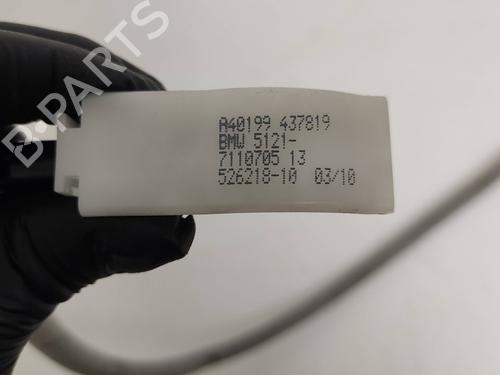 A40199 437819
BMW 5121-
7110705 13
526218-10 03/10
B-PARTS